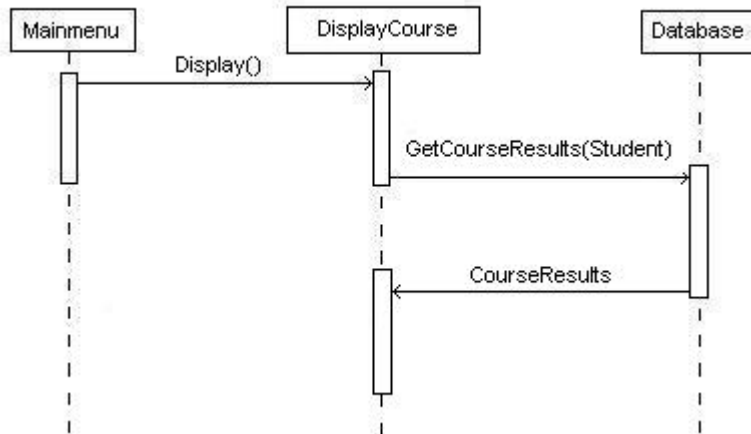 Mainmenu
DisplayCourse
Database
Display()
GetCourseResults(Student)
CourseResults